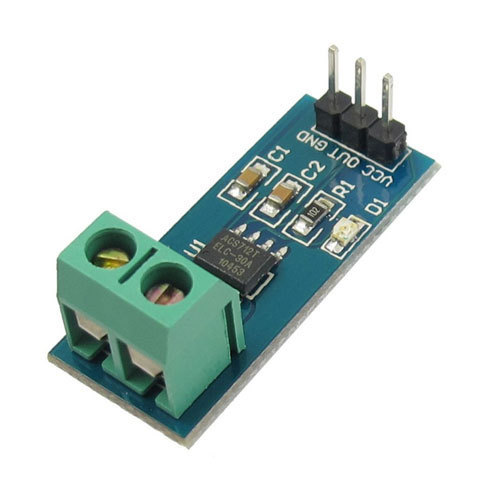 VCC OUT GND
C1
C2
R1
102
D1
U1
ACS712T
ELC-30A
10453